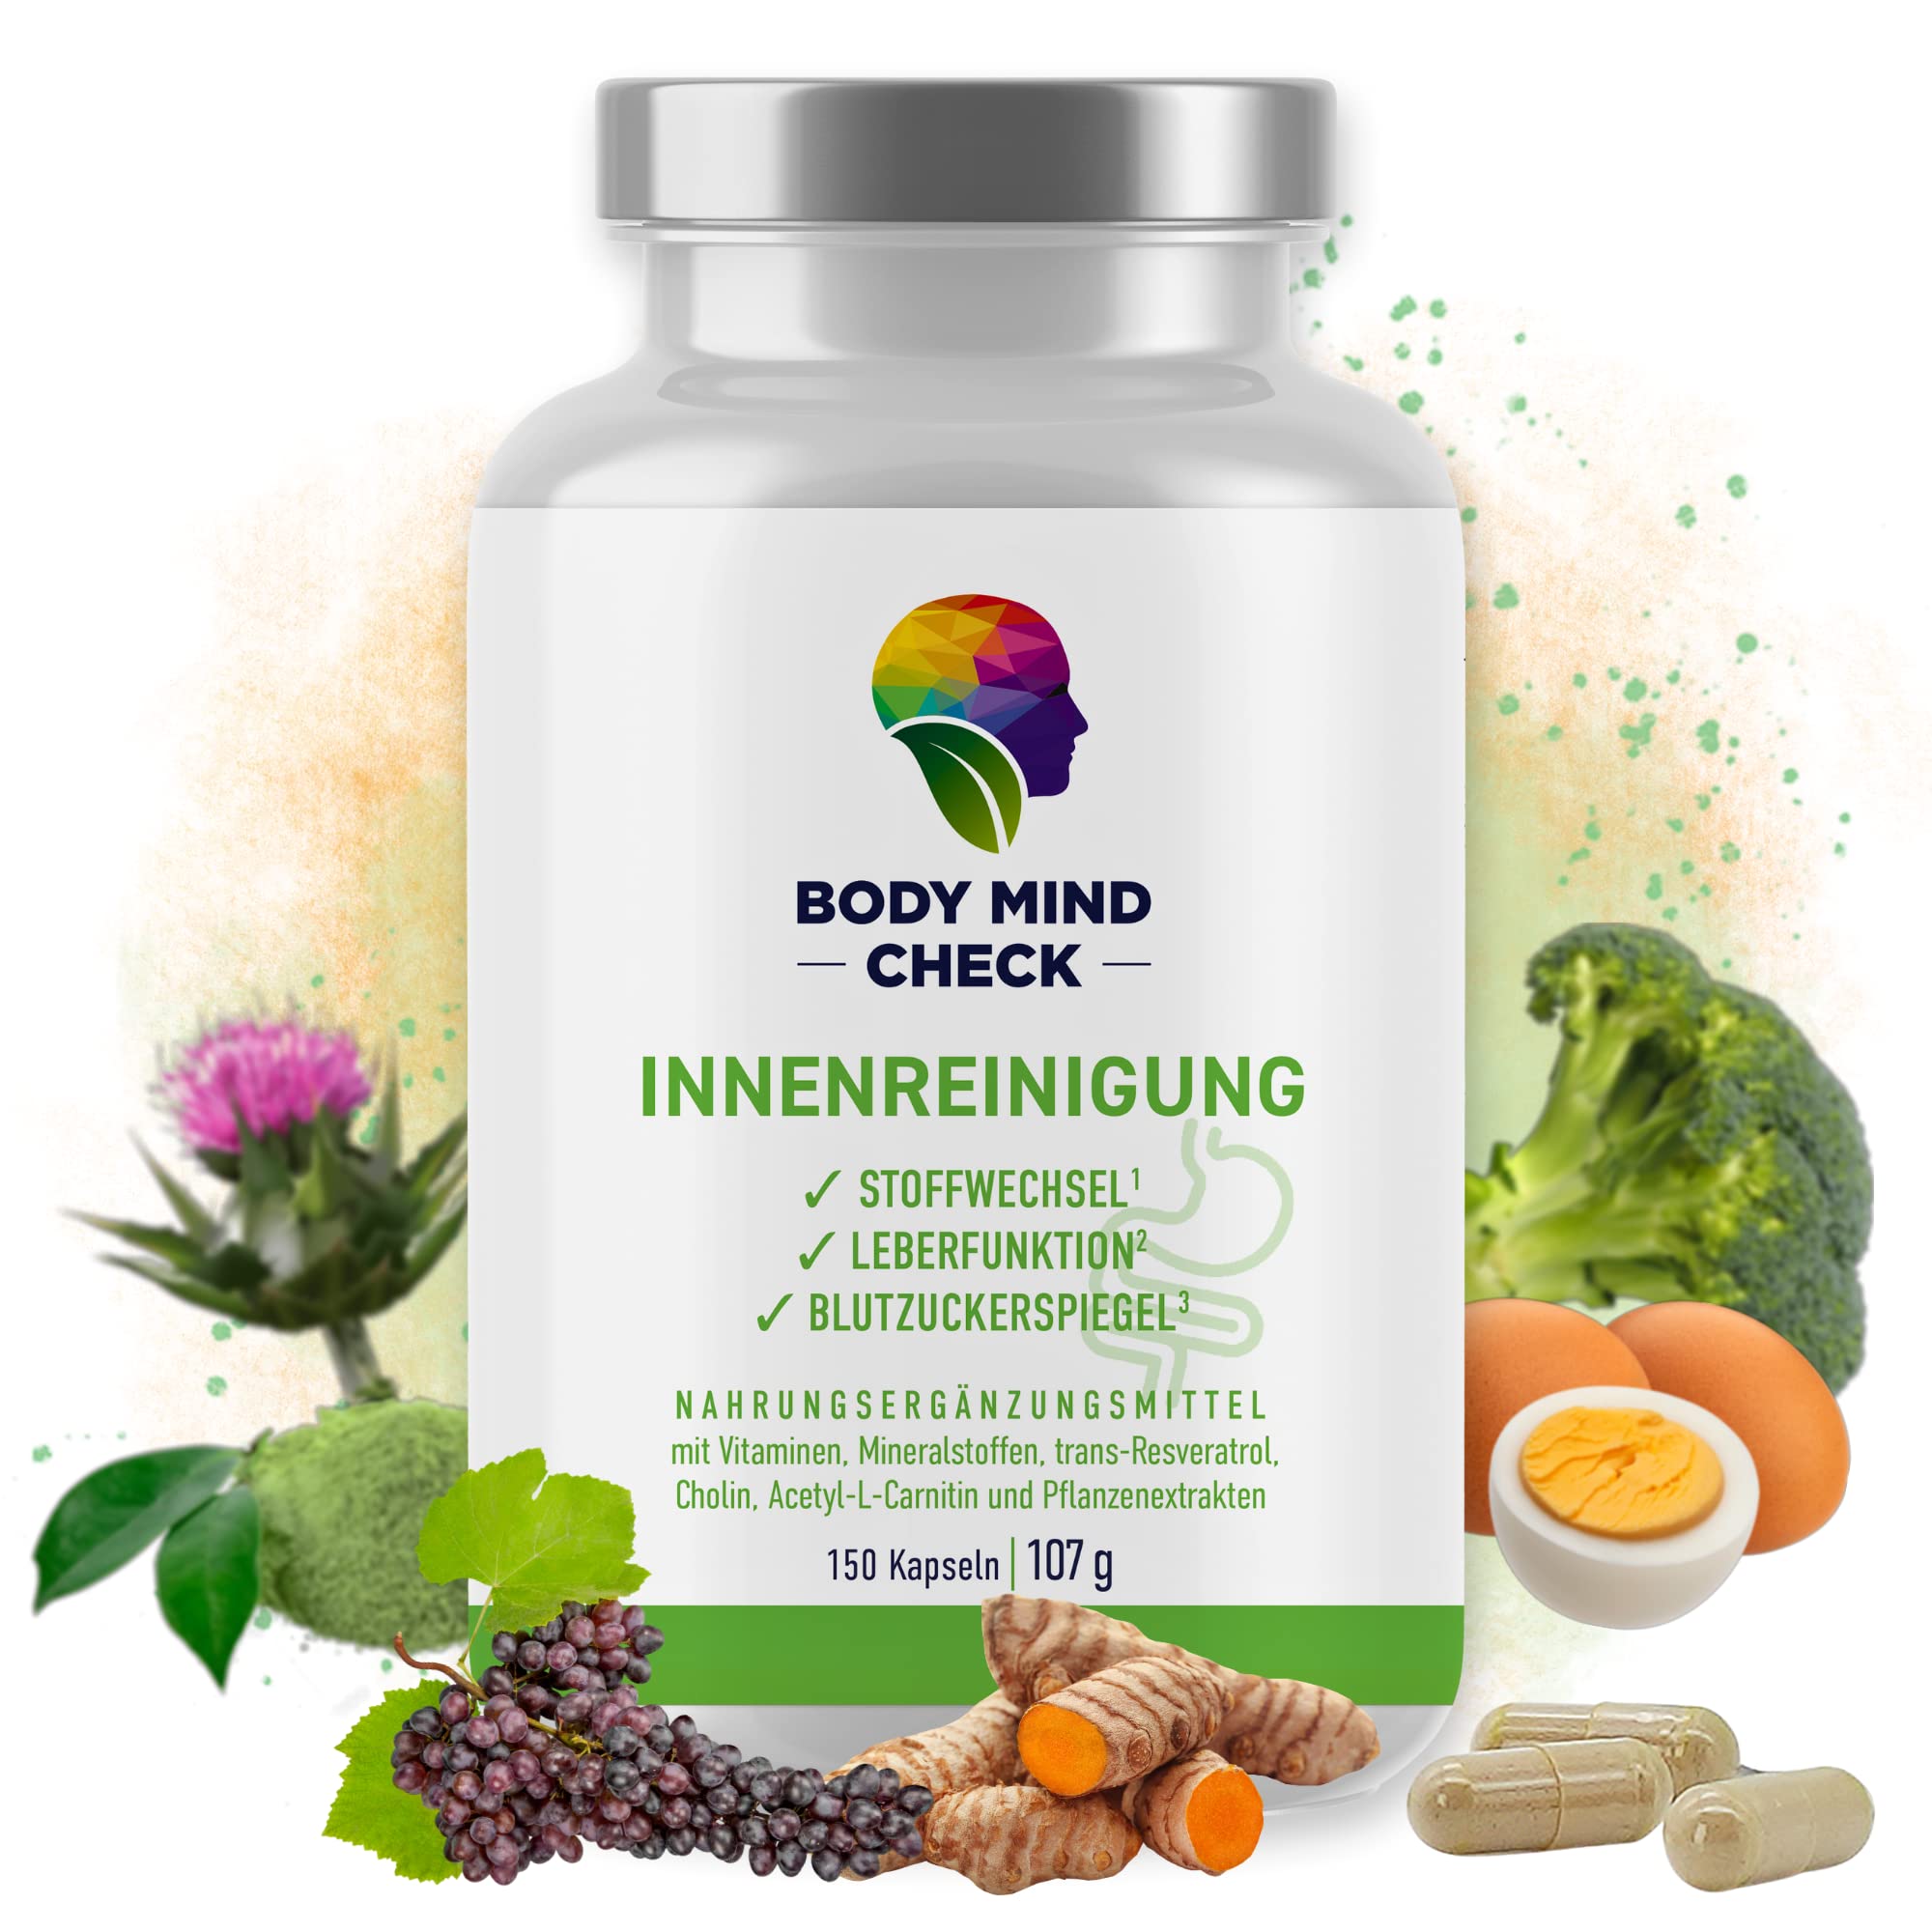 BODY MIND
CHECK
INNENREINIGUNG
✓ STOFFWECHSEL¹
✓ LEBERFUNKTION²
✓ BLUTZUCKERSPIEGEL³
NAHRUNGSERGÄNZUNGSMITTEL
mit Vitaminen, Mineralstoffen, trans-Resveratrol,
Cholin, Acetyl-L-Carnitin und Pflanzenextrakten
150 Kapseln | 107 g